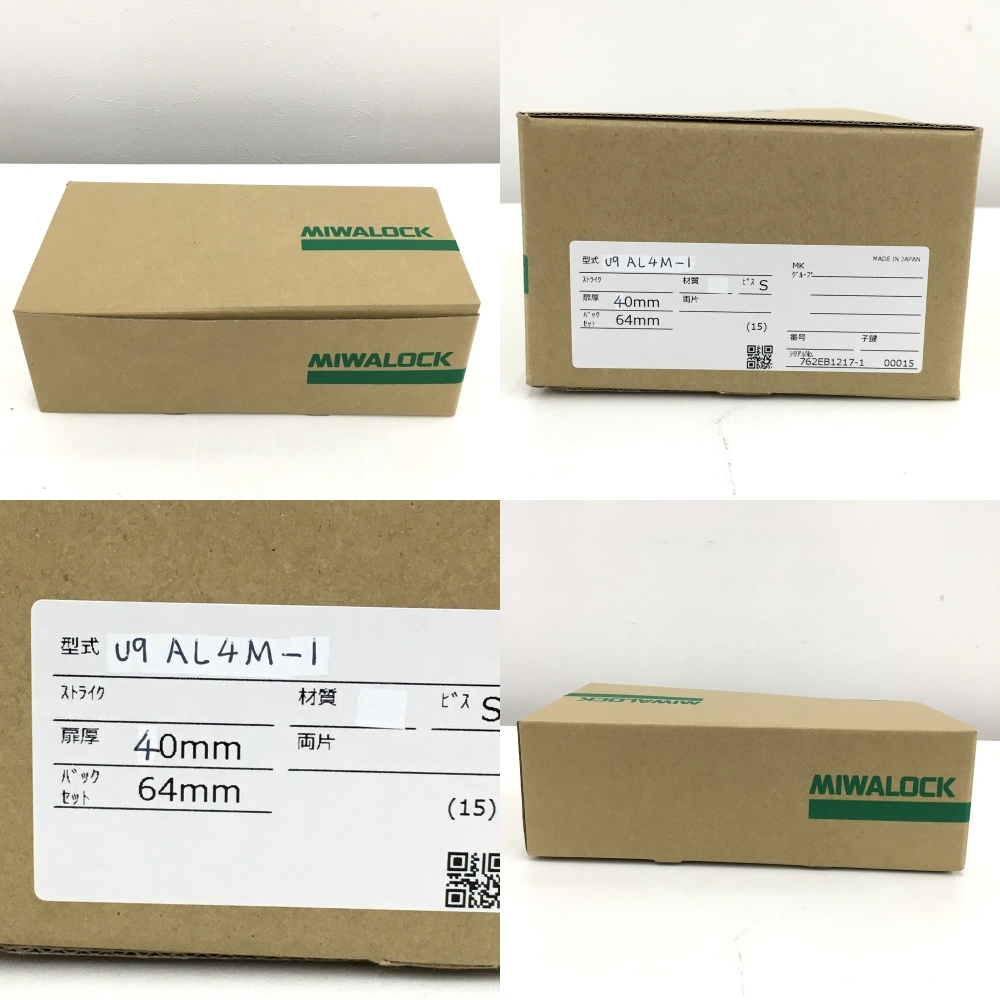 MIWALOCK
MIWALOCK
型式 U9 AL4M-1
ストライク 材質 ビス S
扉厚 40mm 両片
バックセット 64mm
(15)
MK グループ MADE IN JAPAN
番号 子鍵
シリアルNo. 762EB1217-1 00015
型式 U9 AL4M-1
ストライク 材質 ビス S
扉厚 40mm 両片
バックセット 64mm
(15)
MIWALOCK
MIWALOCK